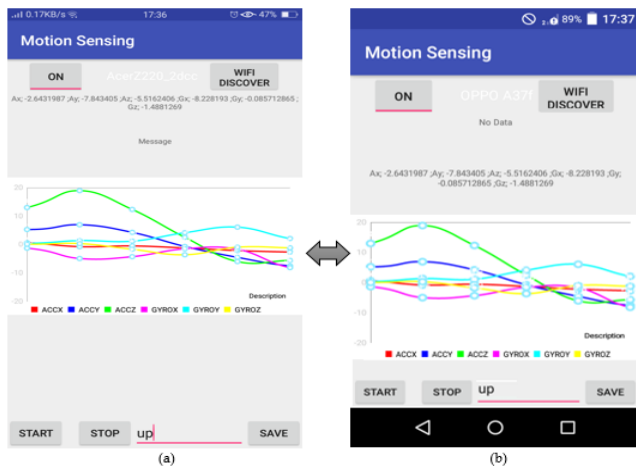 0.17KB/s 17:36 47%
Motion Sensing
ON Acer Z220_2dcc WIFI DISCOVER
Ax; -2.6431987 ;Ay; -7.843405 ;Az; -5.5162406 ;Gx; -8.228193 ;Gy; -0.085712865 ;
Gz; -1.4881269
Message
20
10
0
-10
-20
Description
ACCX ACCY ACCZ GYROX GYROY GYROZ
START STOP up SAVE
(a)
89% 17:37
Motion Sensing
ON OPPO A37f WIFI DISCOVER
No Data
Ax; -2.6431987 ;Ay; -7.843405 ;Az; -5.5162406 ;Gx; -8.228193 ;Gy;
-0.085712865 ;Gz; -1.4881269
20
10
0
-10
-20
Description
ACCX ACCY ACCZ GYROX GYROY GYROZ
START STOP up SAVE
(b)